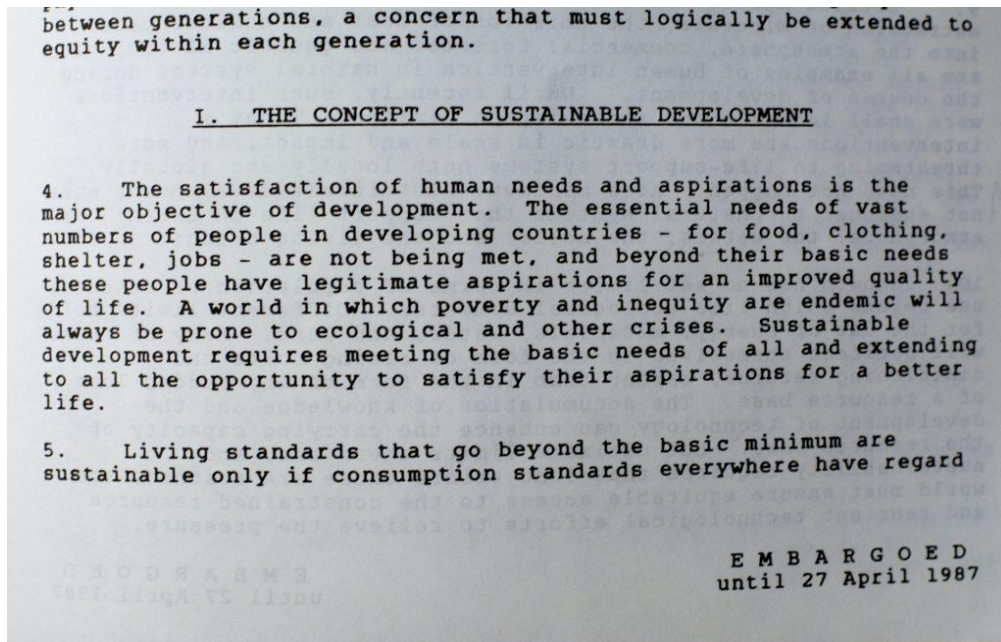 between generations, a concern that must logically be extended to
equity within each generation.
I. THE CONCEPT OF SUSTAINABLE DEVELOPMENT
4. The satisfaction of human needs and aspirations is the
major objective of development. The essential needs of vast
numbers of people in developing countries - for food, clothing,
shelter, jobs - are not being met, and beyond their basic needs
these people have legitimate aspirations for an improved quality
of life. A world in which poverty and inequity are endemic will
always be prone to ecological and other crises. Sustainable
development requires meeting the basic needs of all and extending
to all the opportunity to satisfy their aspirations for a better
life.
5. Living standards that go beyond the basic minimum are
sustainable only if consumption standards everywhere have regard
E M B A R G O E D
until 27 April 1987